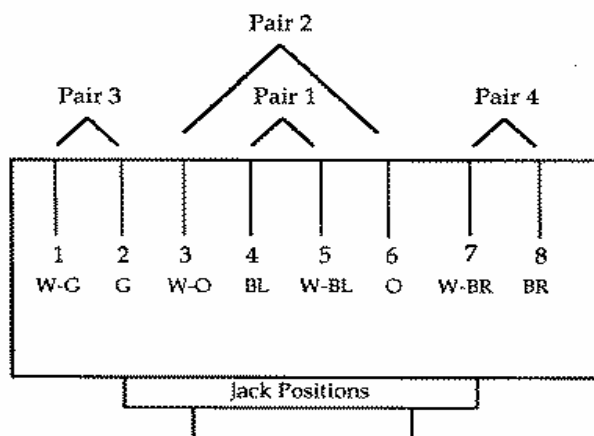 Pair 2
Pair 3 Pair 1 Pair 4
1 2 3 4 5 6 7 8
W-G G W-O BL W-BL O W-BR BR
Jack Positions